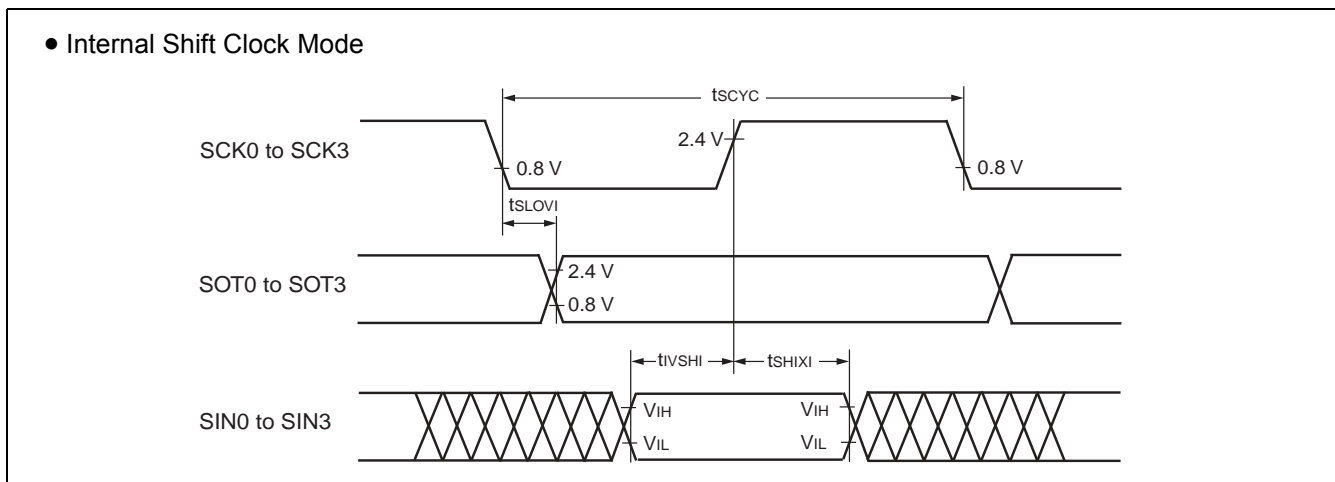 ● Internal Shift Clock Mode
tSCYC
SCK0 to SCK3
2.4 V
0.8 V
0.8 V
tSLOVI
SOT0 to SOT3
2.4 V
0.8 V
tIVSHI
tSHIXI
SIN0 to SIN3
VIH
VIH
VIL
VIL